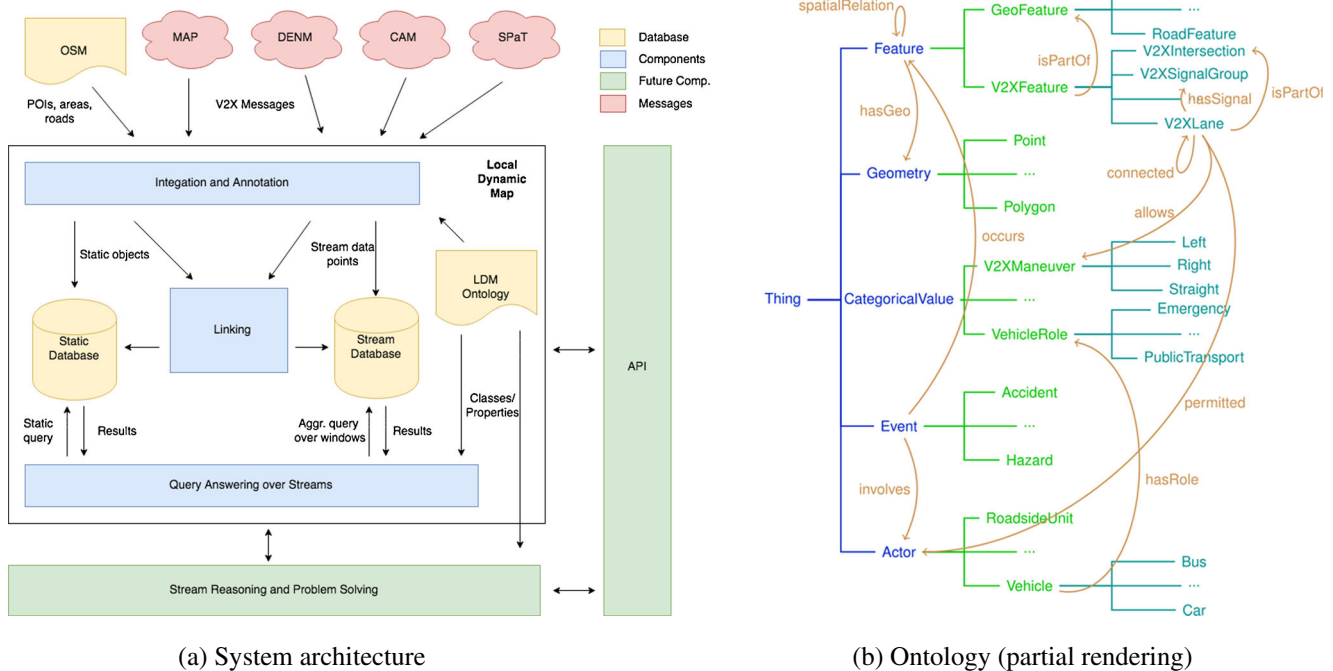 OSM
MAP
DENM
CAM
SPaT
Database
Components
Future Comp.
Messages
POIs, areas,
roads
V2X Messages
Integation and Annotation
Local
Dynamic
Map
Static objects
Stream data
points
LDM
Ontology
Linking
Static
Database
Stream
Database
API
Static
query
Results
Aggr. query
over windows
Results
Classes/
Properties
Query Answering over Streams
Stream Reasoning and Problem Solving
(a) System architecture
spatialRelation
GeoFeature
...
RoadFeature
Feature
isPartOf
V2XIntersection
V2XSignalGroup
V2XFeature
hasSignal
isPartOf
hasGeo
V2XLane
Point
Geometry
...
connected
Polygon
allows
occurs
Left
V2XManeuver
Right
Straight
Thing
CategoricalValue
...
Emergency
VehicleRole
...
PublicTransport
Accident
permitted
Event
...
Hazard
hasRole
involves
RoadsideUnit
Actor
...
Bus
Vehicle
...
Car
(b) Ontology (partial rendering)